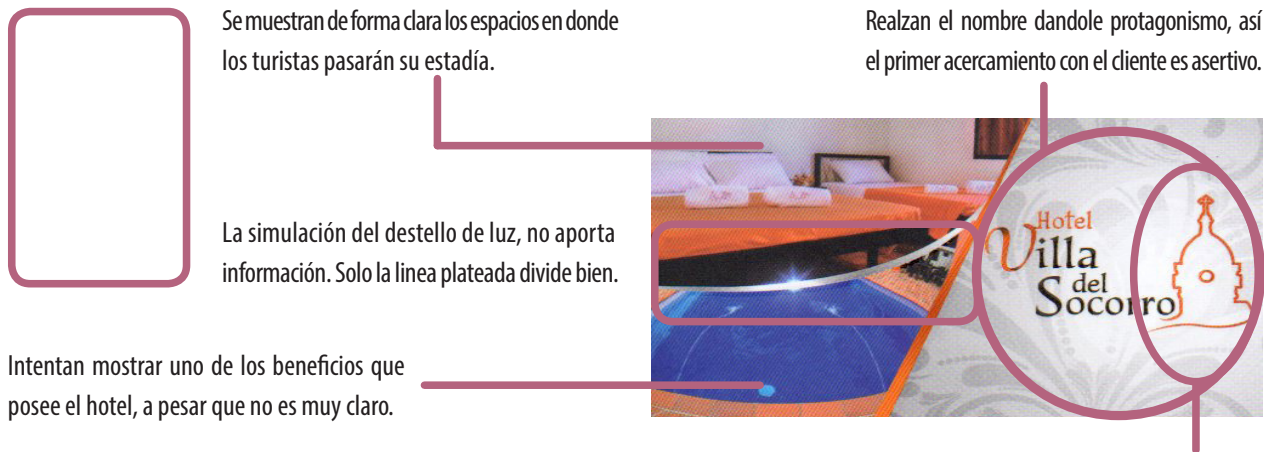 Se muestran de forma clara los espacios en donde
los turistas pasarán su estadía.
Realzan el nombre dandole protagonismo, así
el primer acercamiento con el cliente es asertivo.
La simulación del destello de luz, no aporta
información. Solo la linea plateada divide bien.
Intentan mostrar uno de los beneficios que
posee el hotel, a pesar que no es muy claro.
Hotel
Villa
del
Socorro